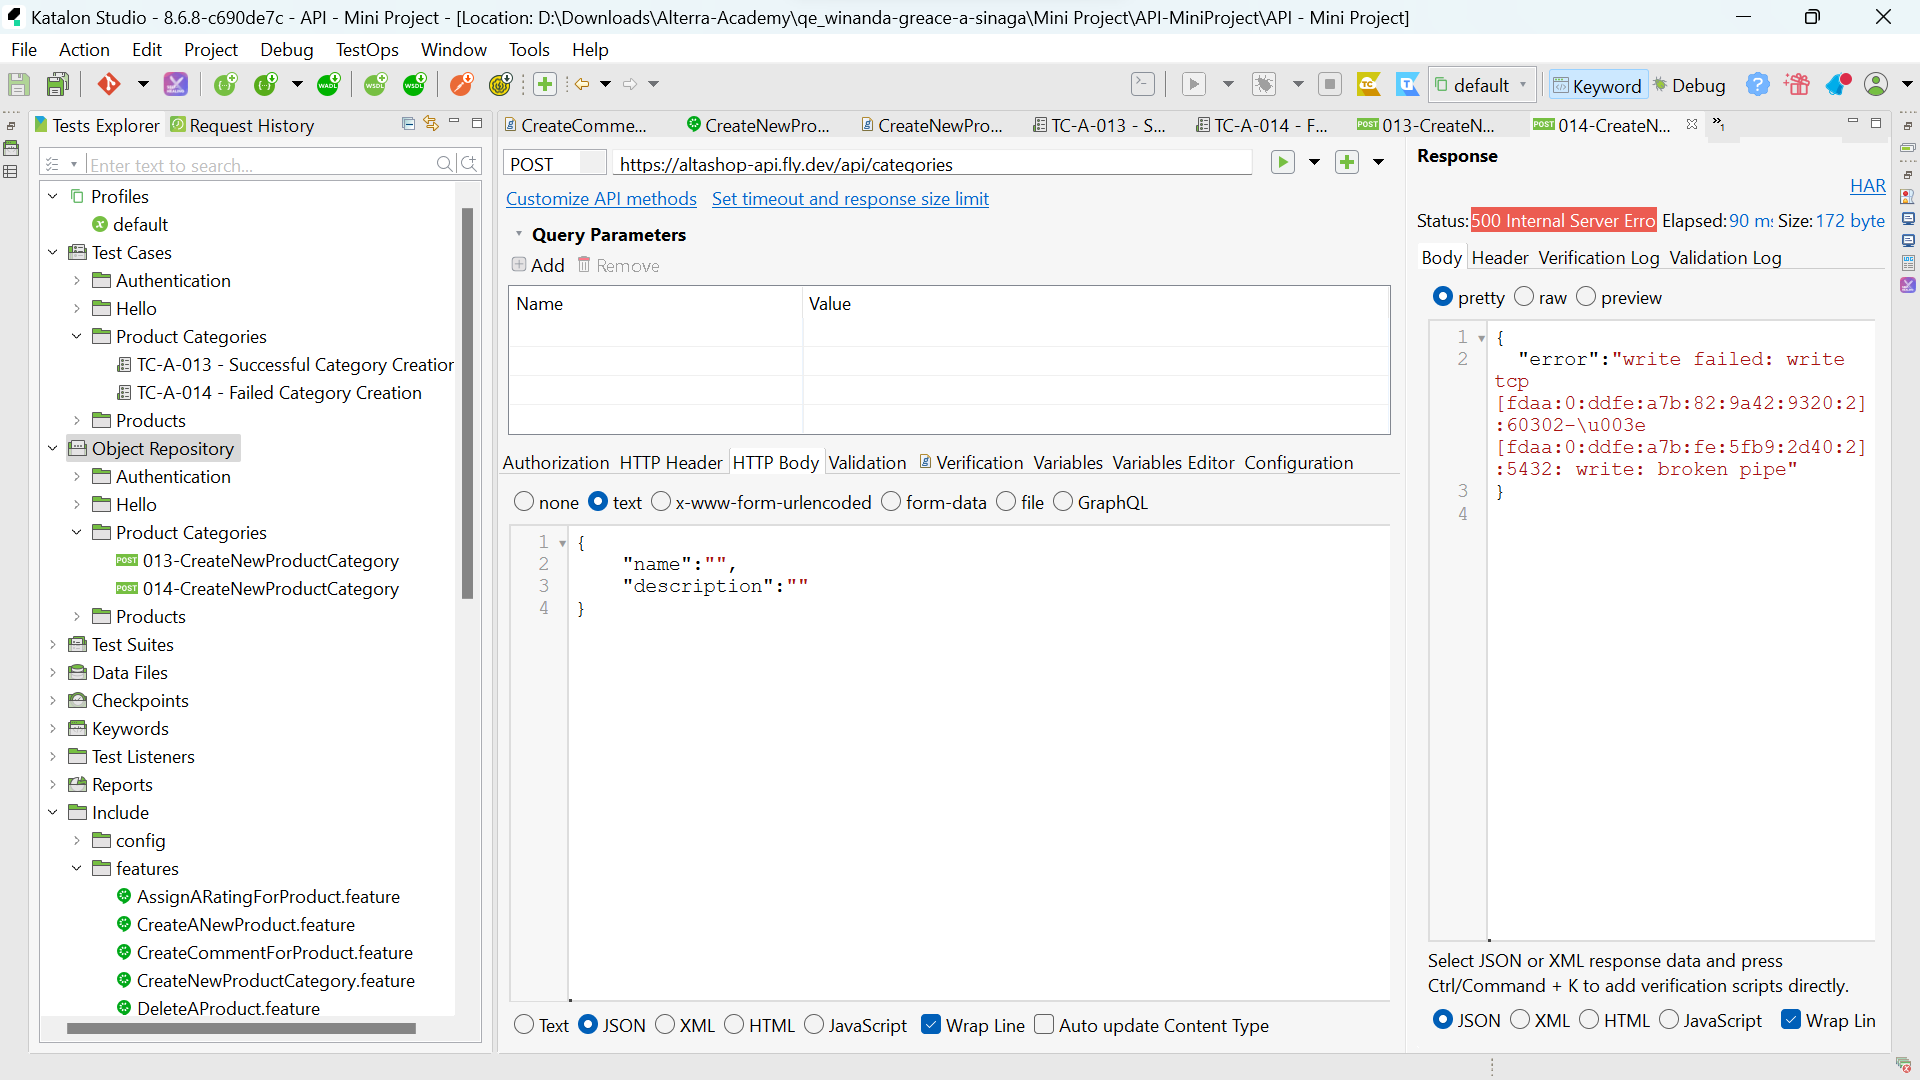 Katalon Studio - 8.6.8-c690de7c - API - Mini Project - [Location: D:\Downloads\Alterra-Academy\qe_winanda-greace-a-sinaga\Mini Project\API-MiniProject\API - Mini Project]
File Action Edit Project Debug TestOps Window Tools Help
default Keyword Debug
Tests Explorer Request History
Enter text to search...
Profiles
default
Test Cases
Authentication
Hello
Product Categories
TC-A-013 - Successful Category Creation
TC-A-014 - Failed Category Creation
Products
Object Repository
Authentication
Hello
Product Categories
POST 013-CreateNewProductCategory
POST 014-CreateNewProductCategory
Products
Test Suites
Data Files
Checkpoints
Keywords
Test Listeners
Reports
Include
config
features
AssignARatingForProduct.feature
CreateANewProduct.feature
CreateCommentForProduct.feature
CreateNewProductCategory.feature
DeleteAProduct.feature
CreateComme... CreateNewPro... CreateNewPro... TC-A-013 - S... TC-A-014 - F... POST 013-CreateN... POST 014-CreateN... »1
POST https://altashop-api.fly.dev/api/categories
Customize API methods Set timeout and response size limit
Query Parameters
Add Remove
Name Value
Authorization HTTP Header HTTP Body Validation Verification Variables Variables Editor Configuration
none text x-www-form-urlencoded form-data file GraphQL
1 {
2 "name":"",
3 "description":""
4 }
Text JSON XML HTML JavaScript Wrap Line Auto update Content Type
Response
HAR
Status: 500 Internal Server Erro Elapsed: 90 m Size: 172 byte
Body Header Verification Log Validation Log
pretty raw preview
1 {
2 "error":"write failed: write
tcp
[fdaa:0:ddfe:a7b:82:9a42:9320:2]
:60302-\u003e
[fdaa:0:ddfe:a7b:fe:5fb9:2d40:2]
:5432: write: broken pipe"
3 }
4
Select JSON or XML response data and press
Ctrl/Command + K to add verification scripts directly.
JSON XML HTML JavaScript Wrap Lin